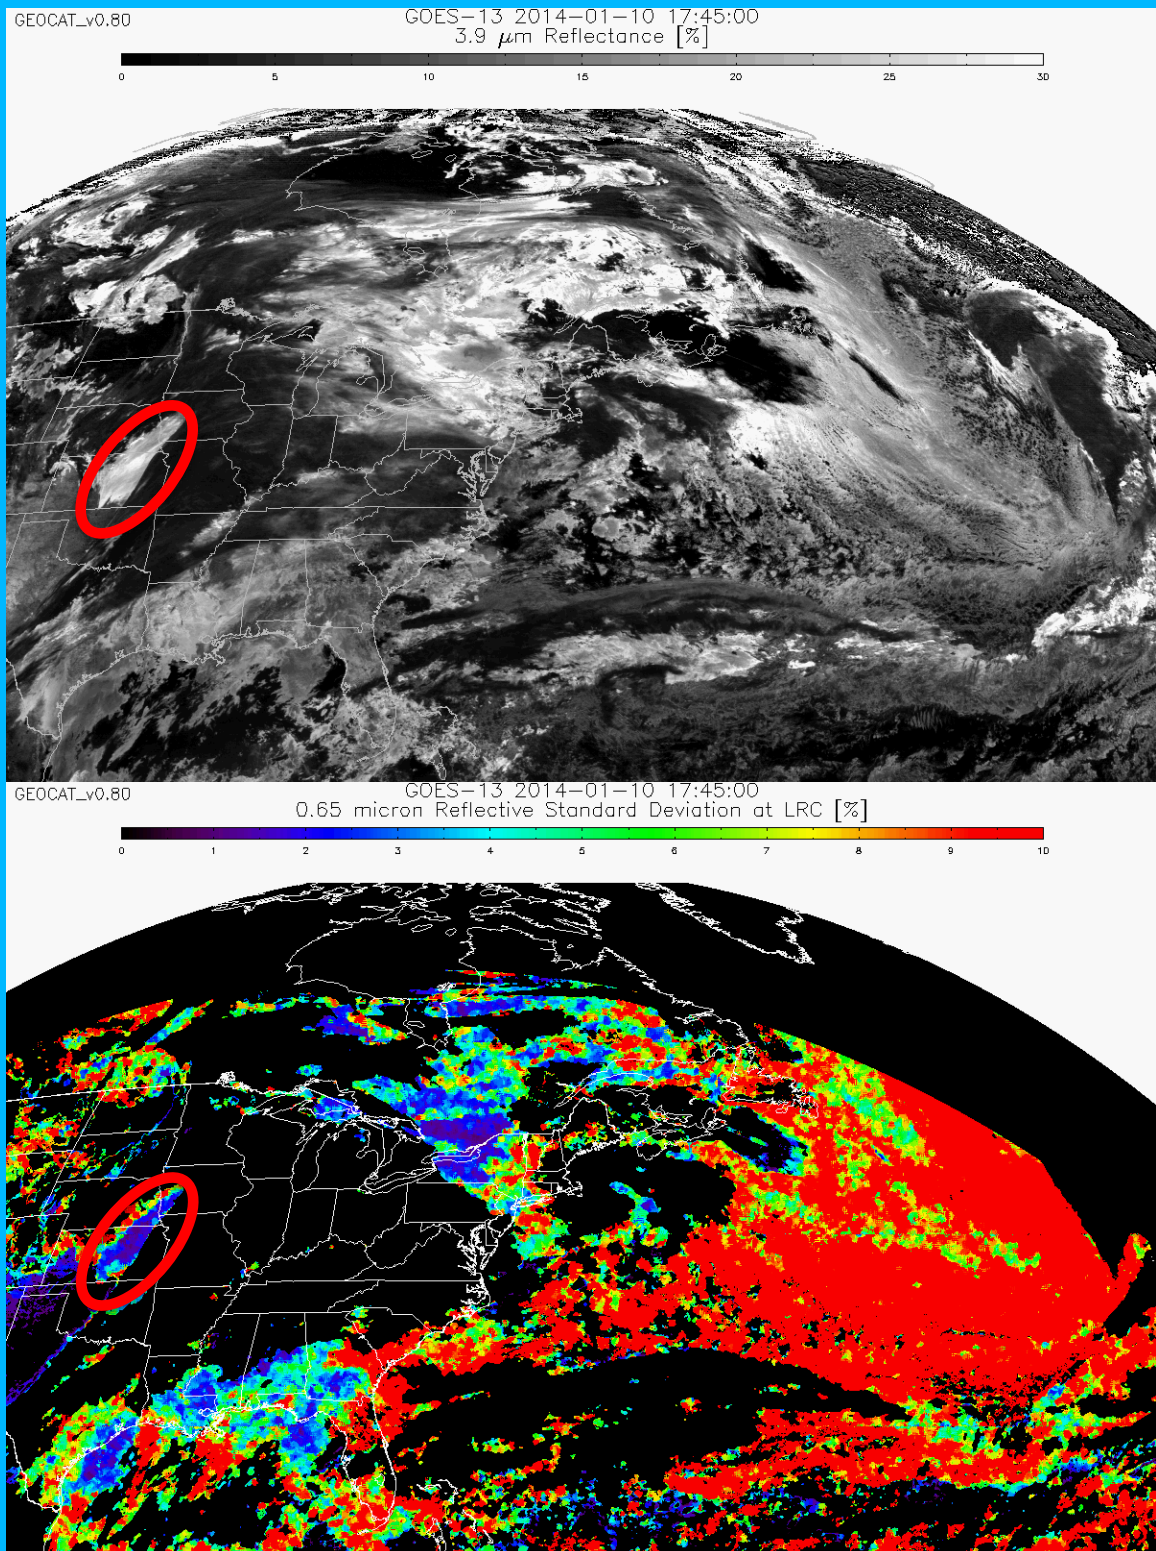 GEOCAT_v0.80
GOES-13 2014-01-10 17:45:00
3.9 μm Reflectance [%]
0 5 10 15 20 25 30
GEOCAT_v0.80
GOES-13 2014-01-10 17:45:00
0.65 micron Reflective Standard Deviation at LRC [%]
0 1 2 3 4 5 6 7 8 9 10